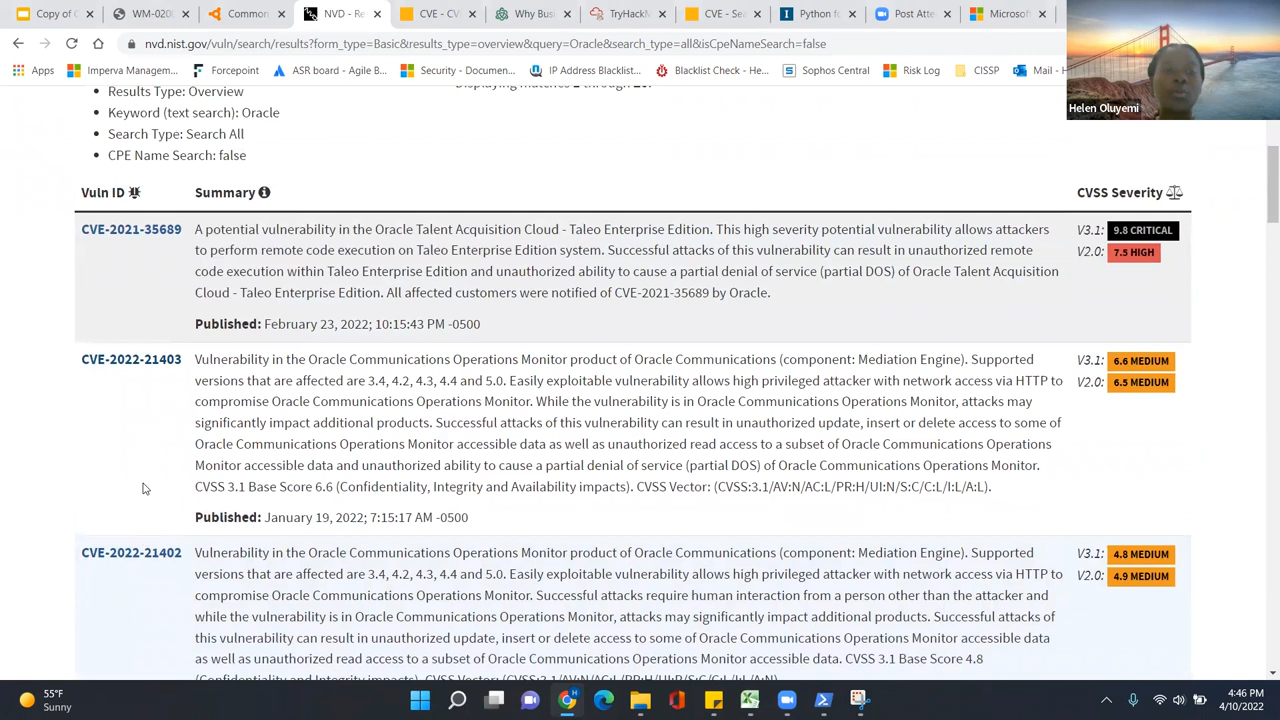 Copy of C
WM-020
Common
NVD - Re
CVE - CV
Why Bus
TryHackM
CVE - Sea
Python fo
Post Atte
Microsof
nvd.nist.gov/vuln/search/results?form_type=Basic&results_type=overview&query=Oracle&search_type=all&isCpeNameSearch=false
Apps
Imperva Managem...
Forcepoint
ASR board - Agile B...
Security - Documen...
IP Address Blacklist...
Blacklist Check - He...
Sophos Central
Risk Log
CISSP
Mail - H
Helen Oluyemi
• Results Type: Overview
• Keyword (text search): Oracle
• Search Type: Search All
• CPE Name Search: false
Vuln ID Summary CVSS Severity
CVE-2021-35689
A potential vulnerability in the Oracle Talent Acquisition Cloud - Taleo Enterprise Edition. This high severity potential vulnerability allows attackers
to perform remote code execution on Taleo Enterprise Edition system. Successful attacks of this vulnerability can result in unauthorized remote
code execution within Taleo Enterprise Edition and unauthorized ability to cause a partial denial of service (partial DOS) of Oracle Talent Acquisition
Cloud - Taleo Enterprise Edition. All affected customers were notified of CVE-2021-35689 by Oracle.
Published: February 23, 2022; 10:15:43 PM -0500
V3.1: 9.8 CRITICAL
V2.0: 7.5 HIGH
CVE-2022-21403
Vulnerability in the Oracle Communications Operations Monitor product of Oracle Communications (component: Mediation Engine). Supported
versions that are affected are 3.4, 4.2, 4.3, 4.4 and 5.0. Easily exploitable vulnerability allows high privileged attacker with network access via HTTP to
compromise Oracle Communications Operations Monitor. While the vulnerability is in Oracle Communications Operations Monitor, attacks may
significantly impact additional products. Successful attacks of this vulnerability can result in unauthorized update, insert or delete access to some of
Oracle Communications Operations Monitor accessible data as well as unauthorized read access to a subset of Oracle Communications Operations
Monitor accessible data and unauthorized ability to cause a partial denial of service (partial DOS) of Oracle Communications Operations Monitor.
CVSS 3.1 Base Score 6.6 (Confidentiality, Integrity and Availability impacts). CVSS Vector: (CVSS:3.1/AV:N/AC:L/PR:H/UI:N/S:C/C:L/I:L/A:L).
Published: January 19, 2022; 7:15:17 AM -0500
V3.1: 6.6 MEDIUM
V2.0: 6.5 MEDIUM
CVE-2022-21402
Vulnerability in the Oracle Communications Operations Monitor product of Oracle Communications (component: Mediation Engine). Supported
versions that are affected are 3.4, 4.2, 4.3, 4.4 and 5.0. Easily exploitable vulnerability allows high privileged attacker with network access via HTTP to
compromise Oracle Communications Operations Monitor. Successful attacks require human interaction from a person other than the attacker and
while the vulnerability is in Oracle Communications Operations Monitor, attacks may significantly impact additional products. Successful attacks of
this vulnerability can result in unauthorized update, insert or delete access to some of Oracle Communications Operations Monitor accessible data
as well as unauthorized read access to a subset of Oracle Communications Operations Monitor accessible data. CVSS 3.1 Base Score 4.8
(Confidentiality and Integrity impacts). CVSS Vector:
V3.1: 4.8 MEDIUM
V2.0: 4.9 MEDIUM
55°F
Sunny
4:46 PM
4/10/2022